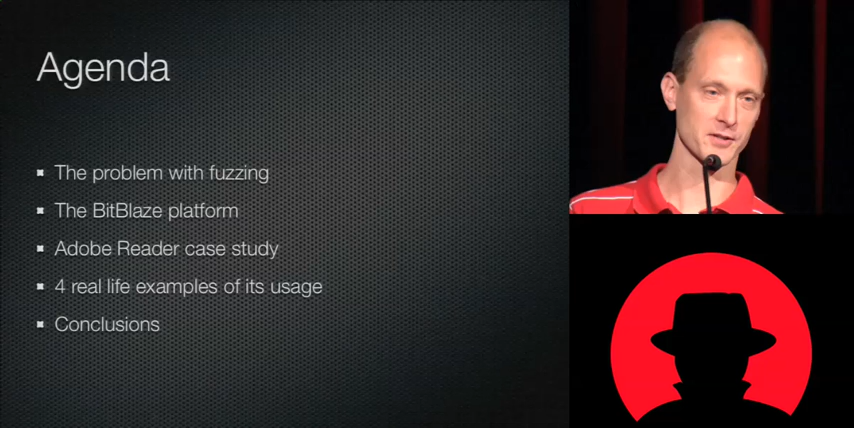 Agenda
The problem with fuzzing
The BitBlaze platform
Adobe Reader case study
4 real life examples of its usage
Conclusions